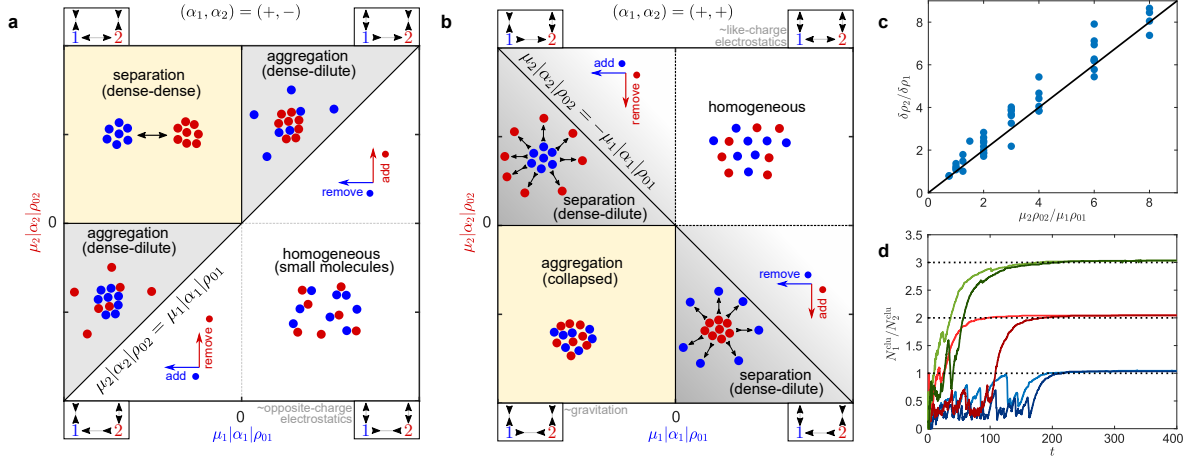 a
(α₁, α₂) = (+, -)
1 2
1 2
separation
(dense-dense)
aggregation
(dense-dilute)
add
remove
μ₂|α₂|ρ₀₂
0
aggregation
(dense-dilute)
homogeneous
(small molecules)
μ₂|α₂|ρ₀₂ = μ₁|α₁|ρ₀₁
remove
add
~opposite-charge
electrostatics
1 2
0
1 2
μ₁|α₁|ρ₀₁
b
(α₁, α₂) = (+, +)
~like-charge
electrostatics
1 2
1 2
add
remove
μ₂|α₂|ρ₀₂ = -μ₁|α₁|ρ₀₁
homogeneous
separation
(dense-dilute)
μ₂|α₂|ρ₀₂
0
aggregation
(collapsed)
remove
add
separation
(dense-dilute)
~gravitation
1 2
0
1 2
μ₁|α₁|ρ₀₁
c
δρ₂/δρ₁
8
6
4
2
0
0 2 4 6 8
μ₂ρ₀₂/μ₁ρ₀₁
d
N₁ᶜˡᵘ/N₂ᶜˡᵘ
3.5
3
2.5
2
1.5
1
0.5
0
0 100 200 300 400
t